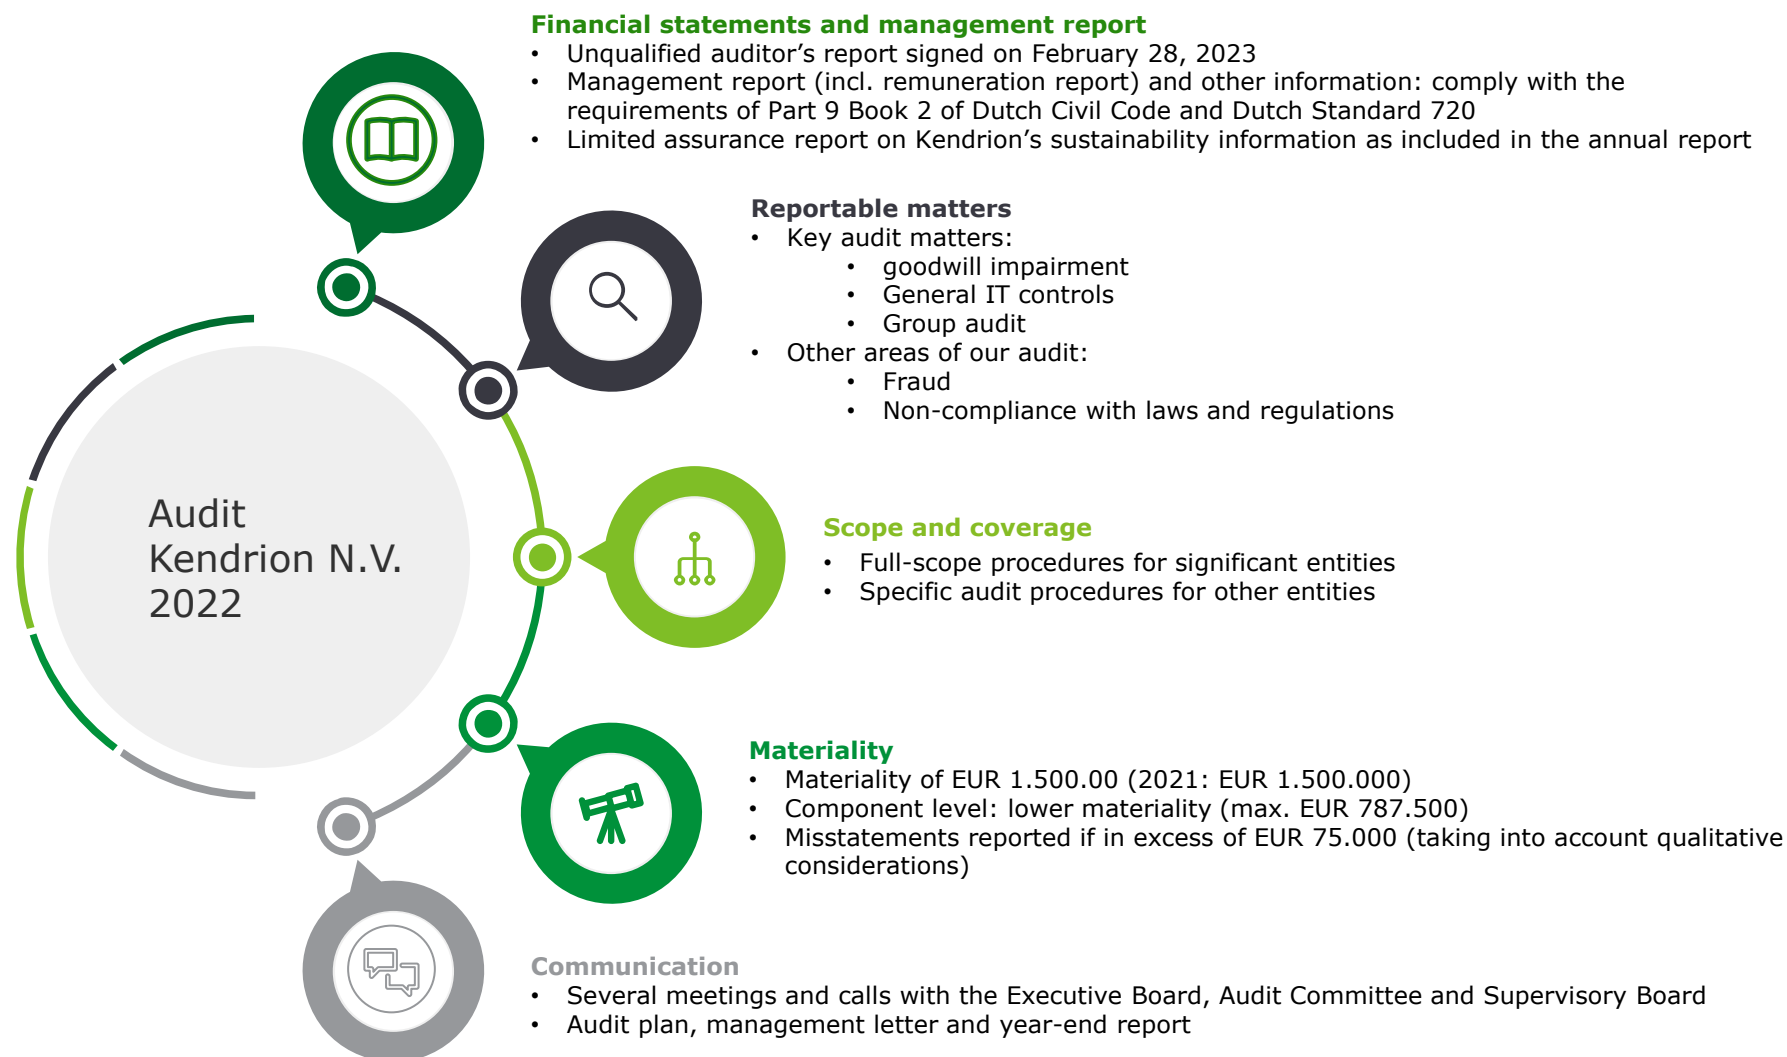 Financial statements and management report
• Unqualified auditor’s report signed on February 28, 2023
• Management report (incl. remuneration report) and other information: comply with the
requirements of Part 9 Book 2 of Dutch Civil Code and Dutch Standard 720
• Limited assurance report on Kendrion’s sustainability information as included in the annual report
Reportable matters
• Key audit matters:
• goodwill impairment
• General IT controls
• Group audit
• Other areas of our audit:
• Fraud
• Non-compliance with laws and regulations
Audit
Kendrion N.V.
2022
Scope and coverage
• Full-scope procedures for significant entities
• Specific audit procedures for other entities
Materiality
• Materiality of EUR 1.500.00 (2021: EUR 1.500.000)
• Component level: lower materiality (max. EUR 787.500)
• Misstatements reported if in excess of EUR 75.000 (taking into account qualitative
considerations)
Communication
• Several meetings and calls with the Executive Board, Audit Committee and Supervisory Board
• Audit plan, management letter and year-end report